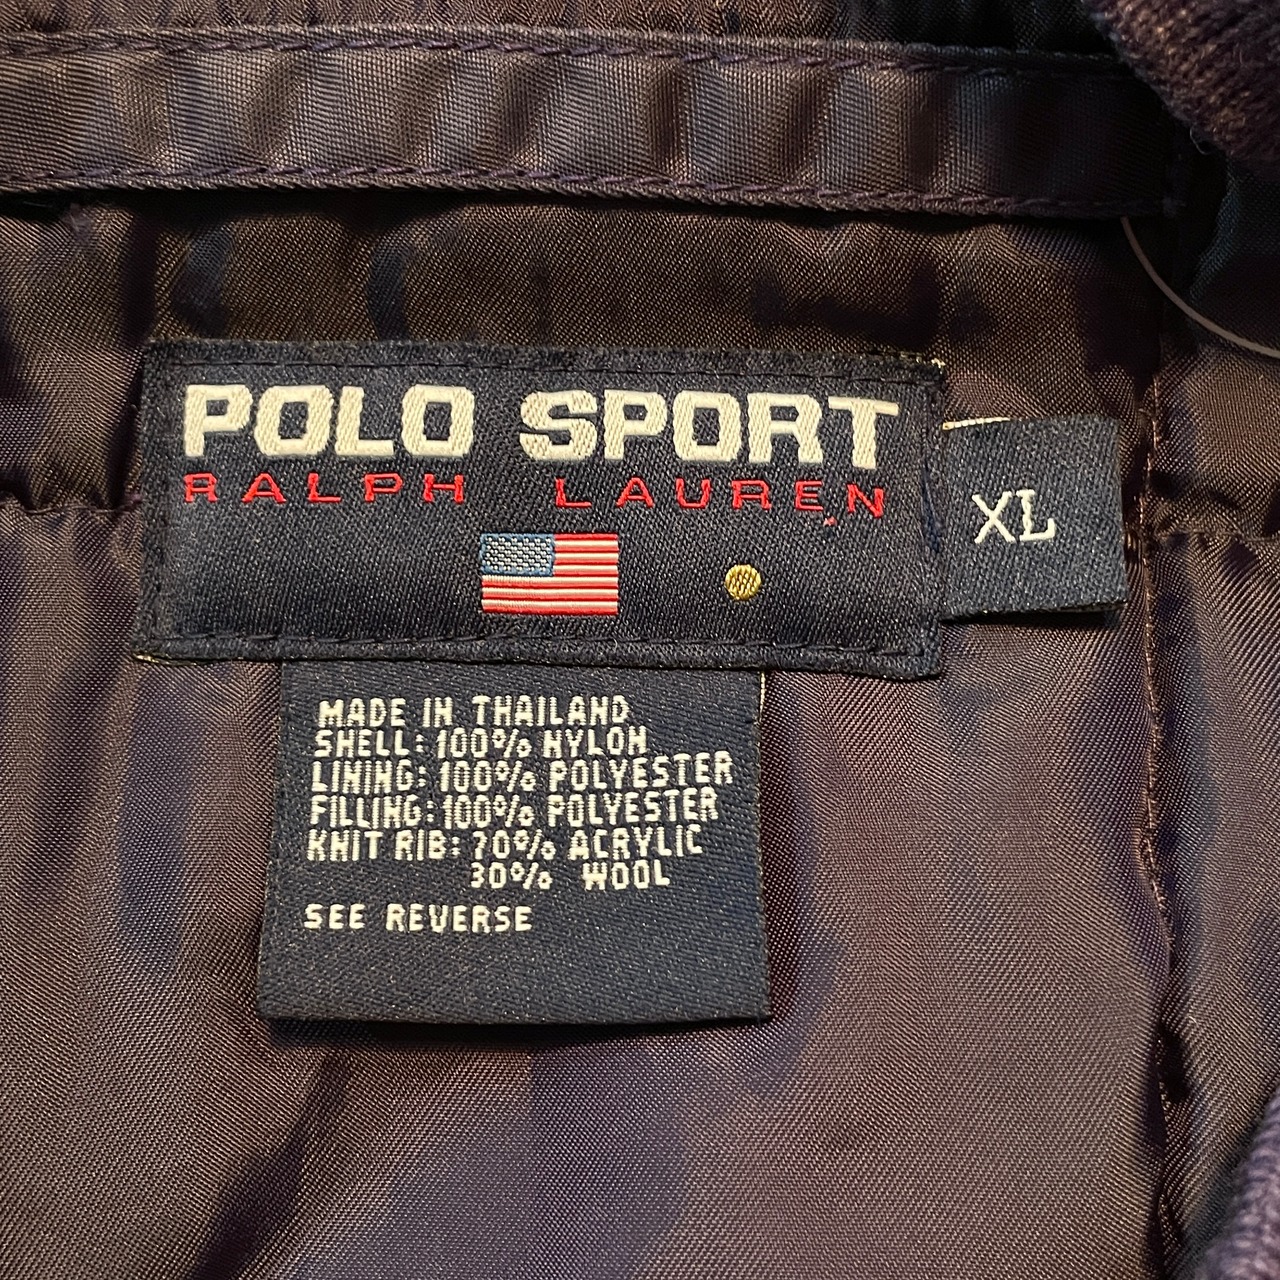 POLO SPORT
RALPH LAUREN
XL
MADE IN THAILAND
SHELL: 100% NYLON
LINING: 100% POLYESTER
FILLING: 100% POLYESTER
KNIT RIB: 70% ACRYLIC
30% WOOL
SEE REVERSE